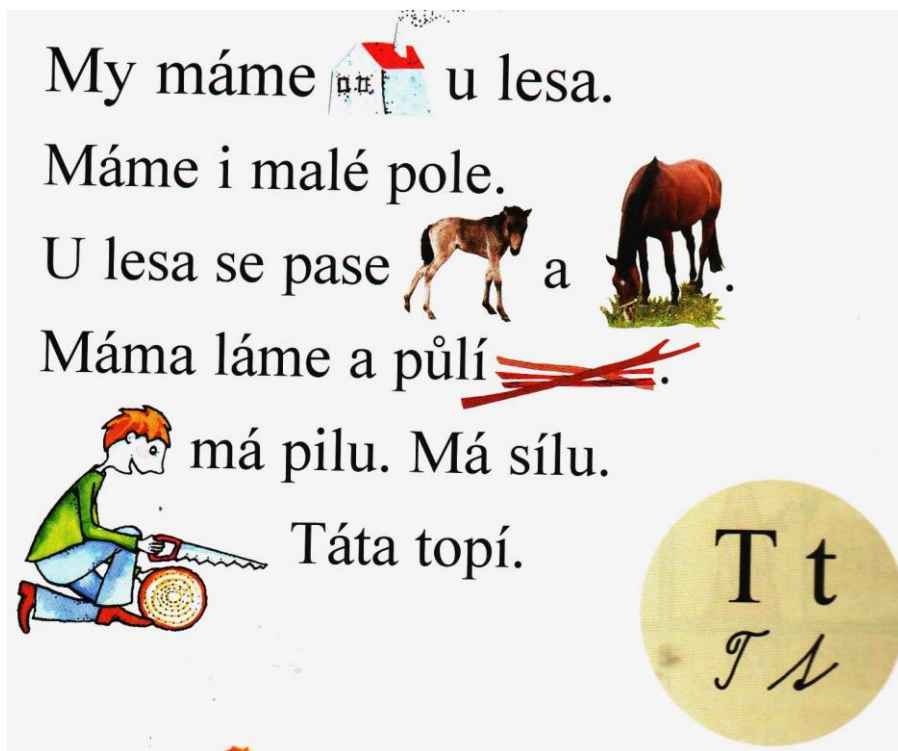 My máme u lesa.
Máme i malé pole.
U lesa se pase a .
Máma láme a půlí .
má pilu. Má sílu.
Táta topí.
T t
T t